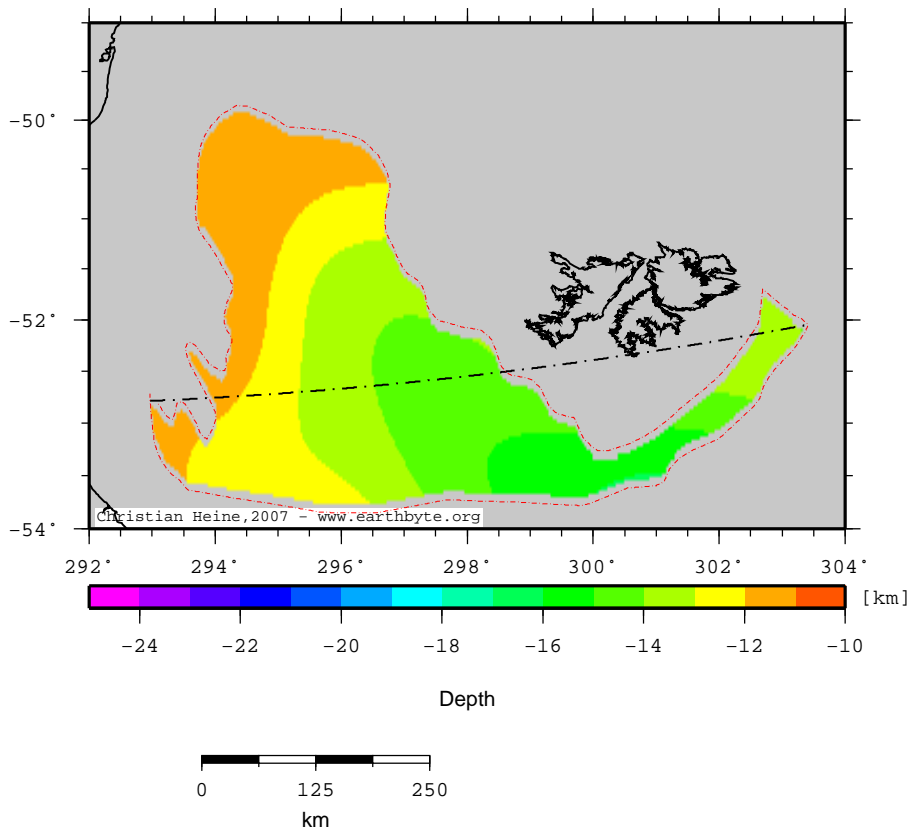 −50°
−52°
−54°
Christian Heine,2007 − www.earthbyte.org
292° 294° 296° 298° 300° 302° 304°
[km]
−24 −22 −20 −18 −16 −14 −12 −10
Depth
0 125 250
km